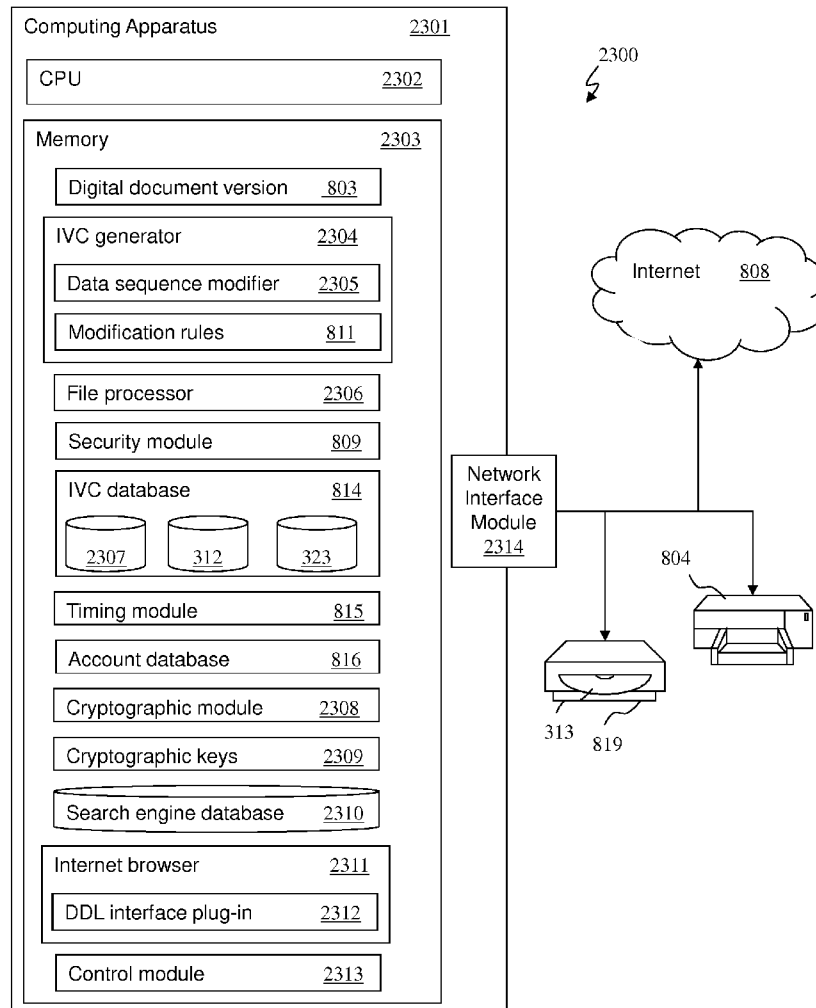 Computing Apparatus 2301
CPU 2302
Memory 2303
Digital document version 803
IVC generator 2304
Data sequence modifier 2305
Modification rules 811
File processor 2306
Security module 809
IVC database 814
2307 312 323
Timing module 815
Account database 816
Cryptographic module 2308
Cryptographic keys 2309
Search engine database 2310
Internet browser 2311
DDL interface plug-in 2312
Control module 2313
Network
Interface
Module
2314
2300
Internet 808
804
313
819